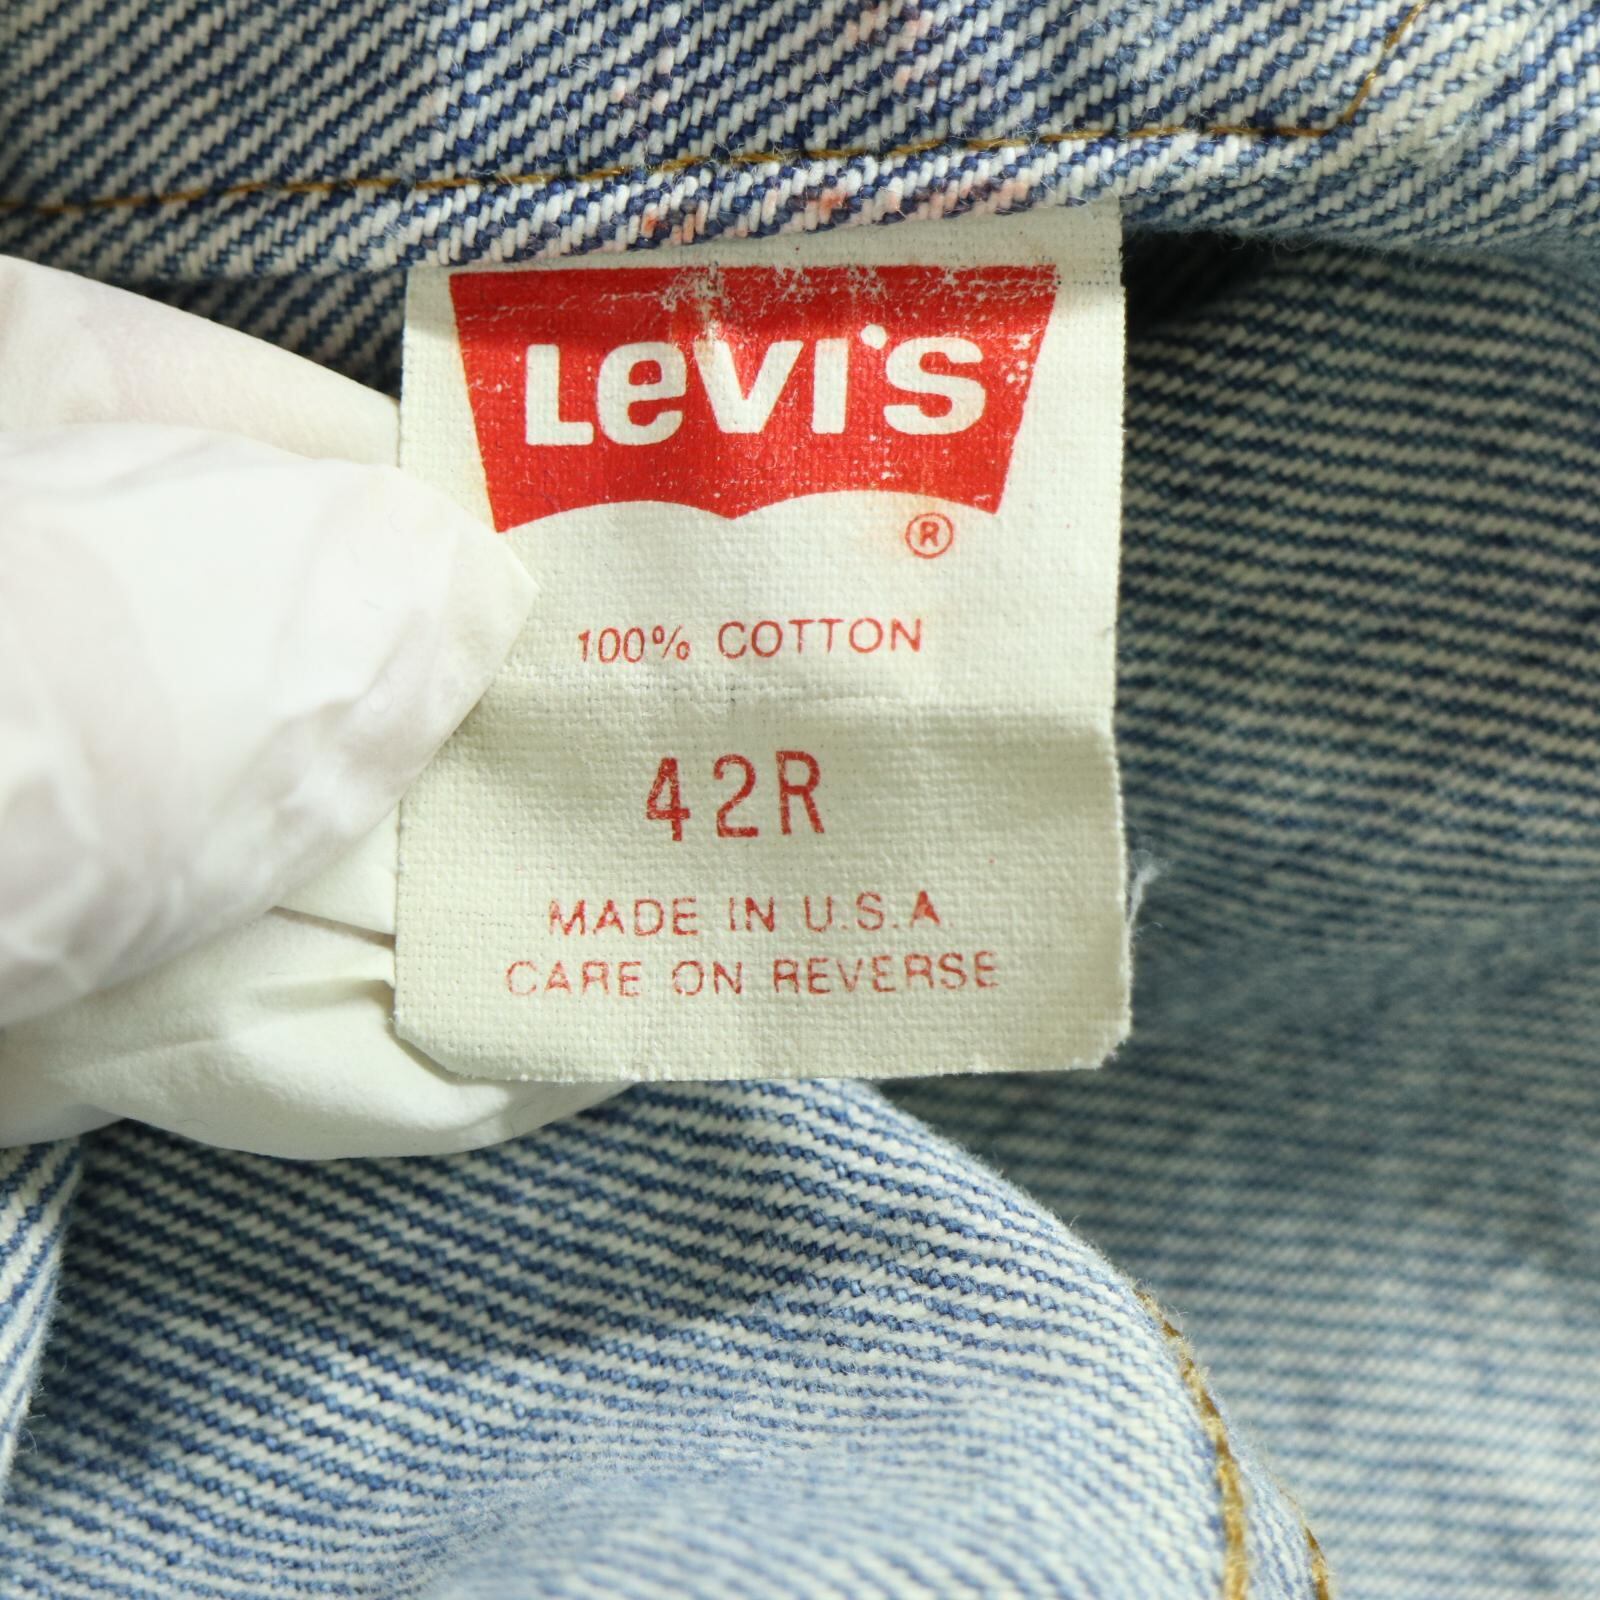 Levi's
®
100% COTTON
42R
MADE IN U.S.A.
CARE ON REVERSE